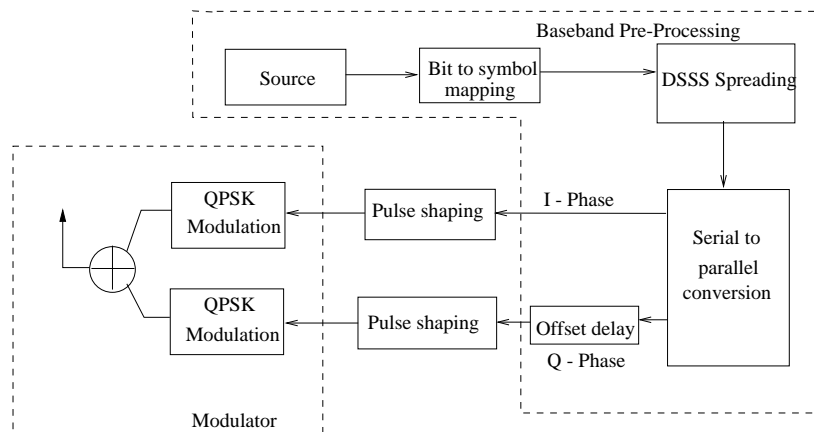 Baseband Pre-Processing
Source
Bit to symbol
mapping
DSSS Spreading
QPSK
Modulation
Pulse shaping
I - Phase
Serial to
parallel
conversion
QPSK
Modulation
Pulse shaping
Offset delay
Q - Phase
Modulator